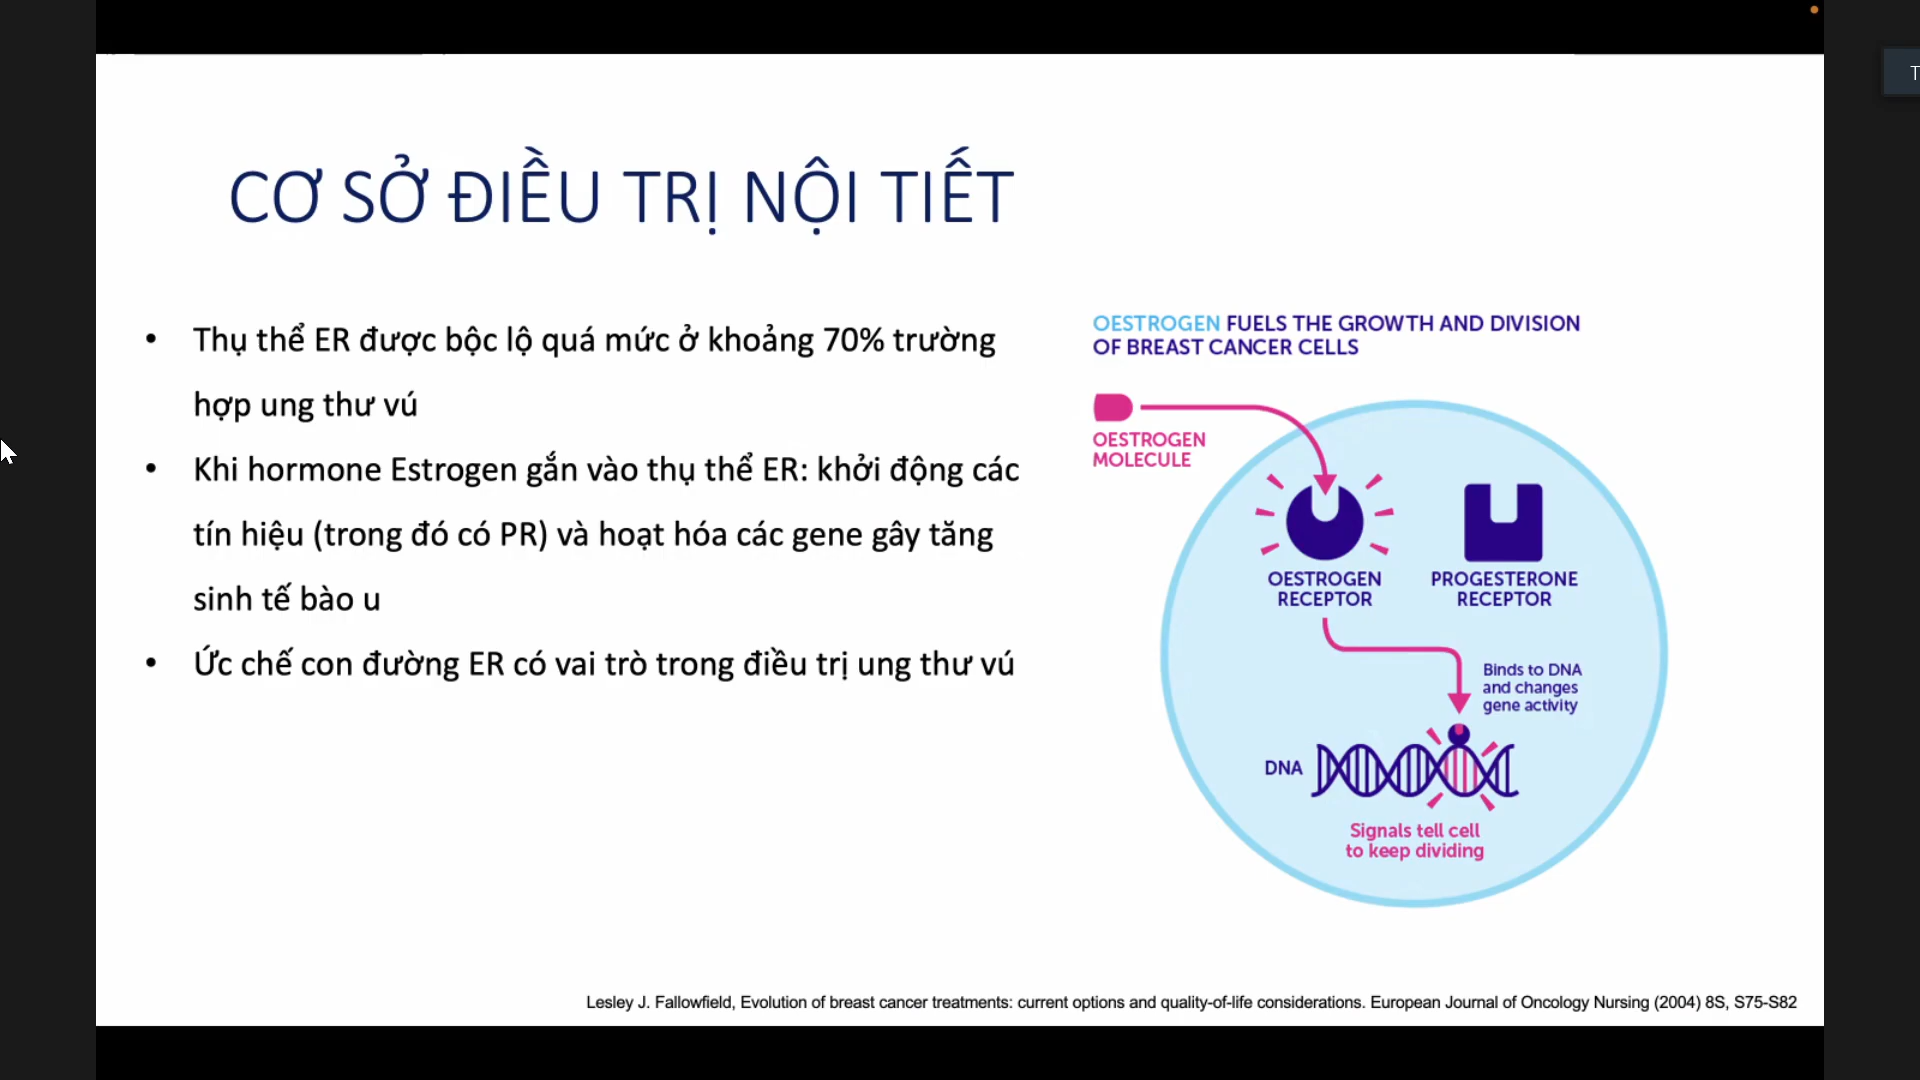 T
CƠ SỞ ĐIỀU TRỊ NỘI TIẾT
• Thụ thể ER được bộc lộ quá mức ở khoảng 70% trường
hợp ung thư vú
• Khi hormone Estrogen gắn vào thụ thể ER: khởi động các
tín hiệu (trong đó có PR) và hoạt hóa các gene gây tăng
sinh tế bào u
• Ức chế con đường ER có vai trò trong điều trị ung thư vú
OESTROGEN FUELS THE GROWTH AND DIVISION
OF BREAST CANCER CELLS
OESTROGEN
MOLECULE
OESTROGEN
RECEPTOR
PROGESTERONE
RECEPTOR
Binds to DNA
and changes
gene activity
DNA
Signals tell cell
to keep dividing
Lesley J. Fallowfield, Evolution of breast cancer treatments: current options and quality-of-life considerations. European Journal of Oncology Nursing (2004) 8S, S75-S82